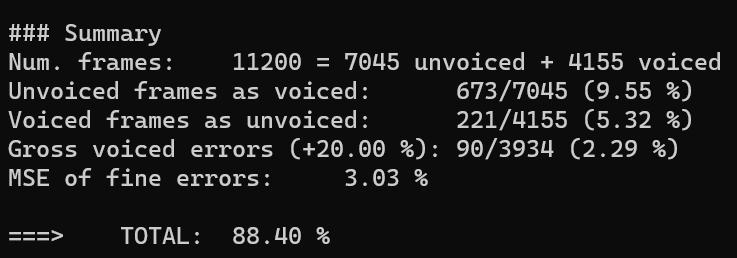 ### Summary
Num. frames:    11200 = 7045 unvoiced + 4155 voiced
Unvoiced frames as voiced:      673/7045 (9.55 %)
Voiced frames as unvoiced:      221/4155 (5.32 %)
Gross voiced errors (+20.00 %): 90/3934 (2.29 %)
MSE of fine errors:     3.03 %
===>    TOTAL:  88.40 %